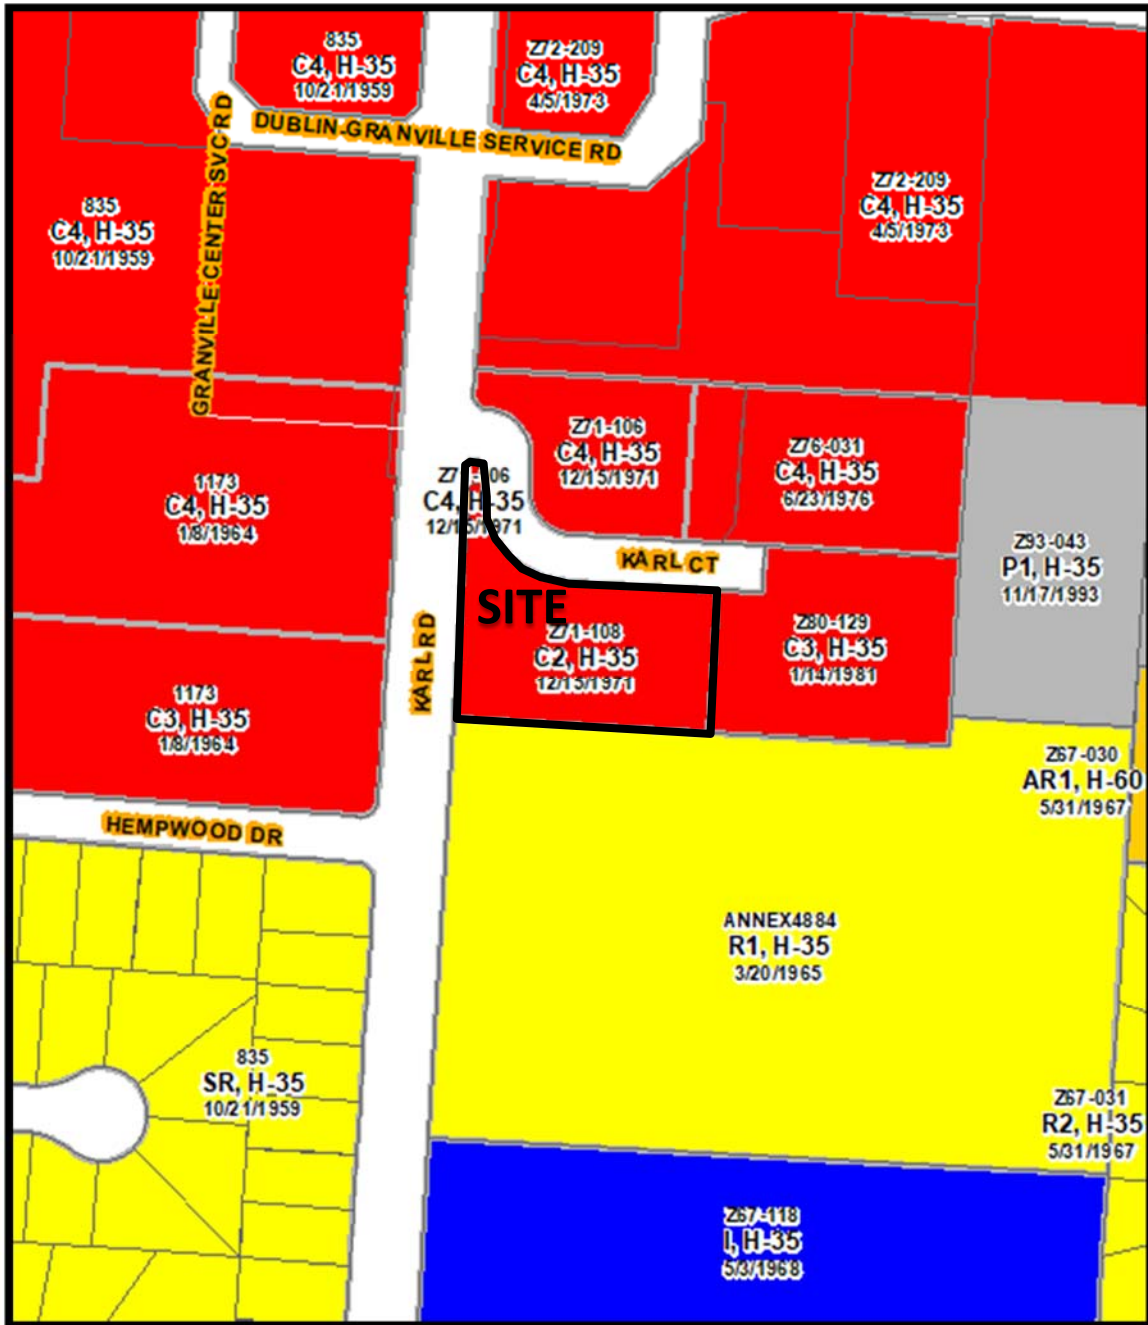 835
C4, H-35
10/21/1959
Z72-209
C4, H-35
4/5/1973
DUBLIN-GRANVILLE SERVICE RD
GRANVILLE CENTER SVC RD
835
C4, H-35
10/21/1959
Z72-209
C4, H-35
4/5/1973
Z71-106
C4, H-35
12/15/1971
Z76-031
C4, H-35
6/23/1976
1173
C4, H-35
1/8/1964
C4, H-35
12/15/1971
KARL CT
Z93-043
P1, H-35
11/17/1993
SITE
Z71-108
C2, H-35
12/15/1971
Z80-129
C3, H-35
1/14/1981
KARL RD
1173
C3, H-35
1/8/1964
Z67-030
AR1, H-60
5/31/1967
HEMPWOOD DR
ANNEX4884
R1, H-35
3/20/1965
835
SR, H-35
10/21/1959
Z67-031
R2, H-35
5/31/1967
Z67-118
I, H-35
5/3/1968